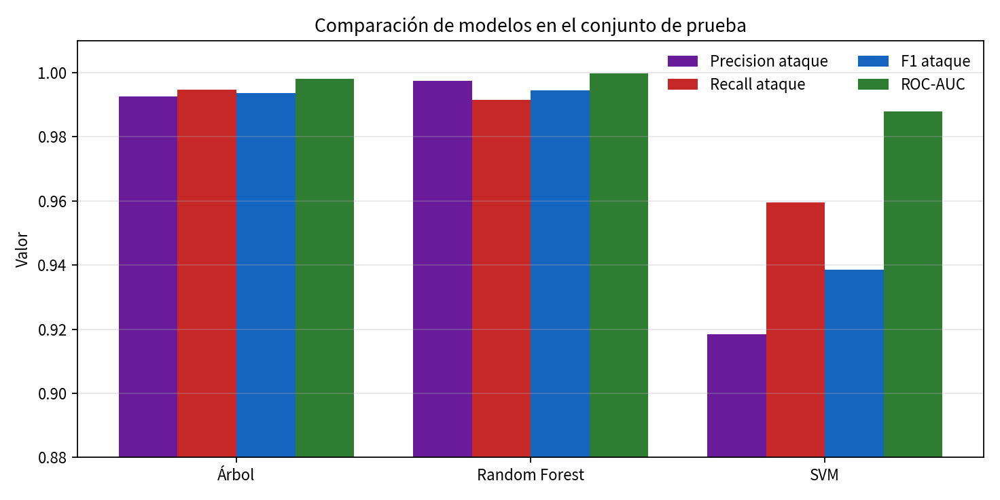 Comparación de modelos en el conjunto de prueba
Precision ataque
Recall ataque
F1 ataque
ROC-AUC
Valor
1.00
0.98
0.96
0.94
0.92
0.90
0.88
Árbol
Random Forest
SVM